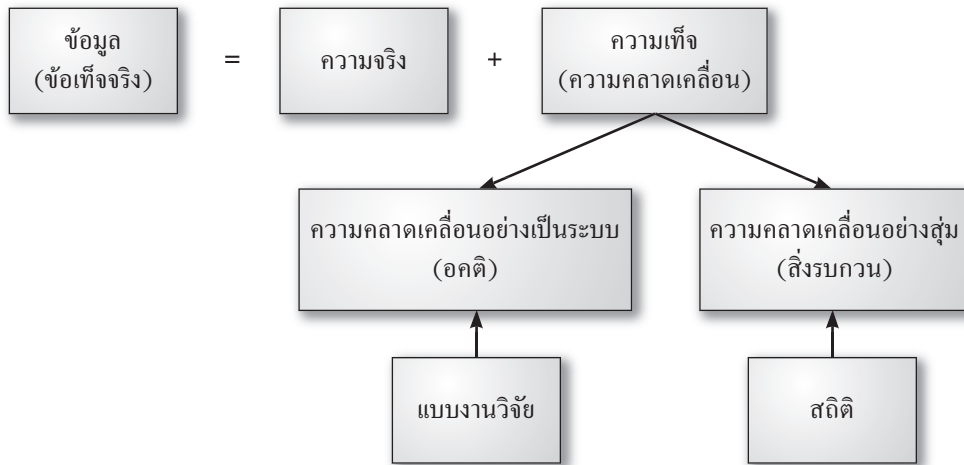 ข้อมูล
(ข้อเท็จจริง)
=
ความจริง
+
ความเท็จ
(ความคลาดเคลื่อน)
ความคลาดเคลื่อนอย่างเป็นระบบ
(อคติ)
ความคลาดเคลื่อนอย่างสุ่ม
(สิ่งรบกวน)
แบบงานวิจัย
สถิติ